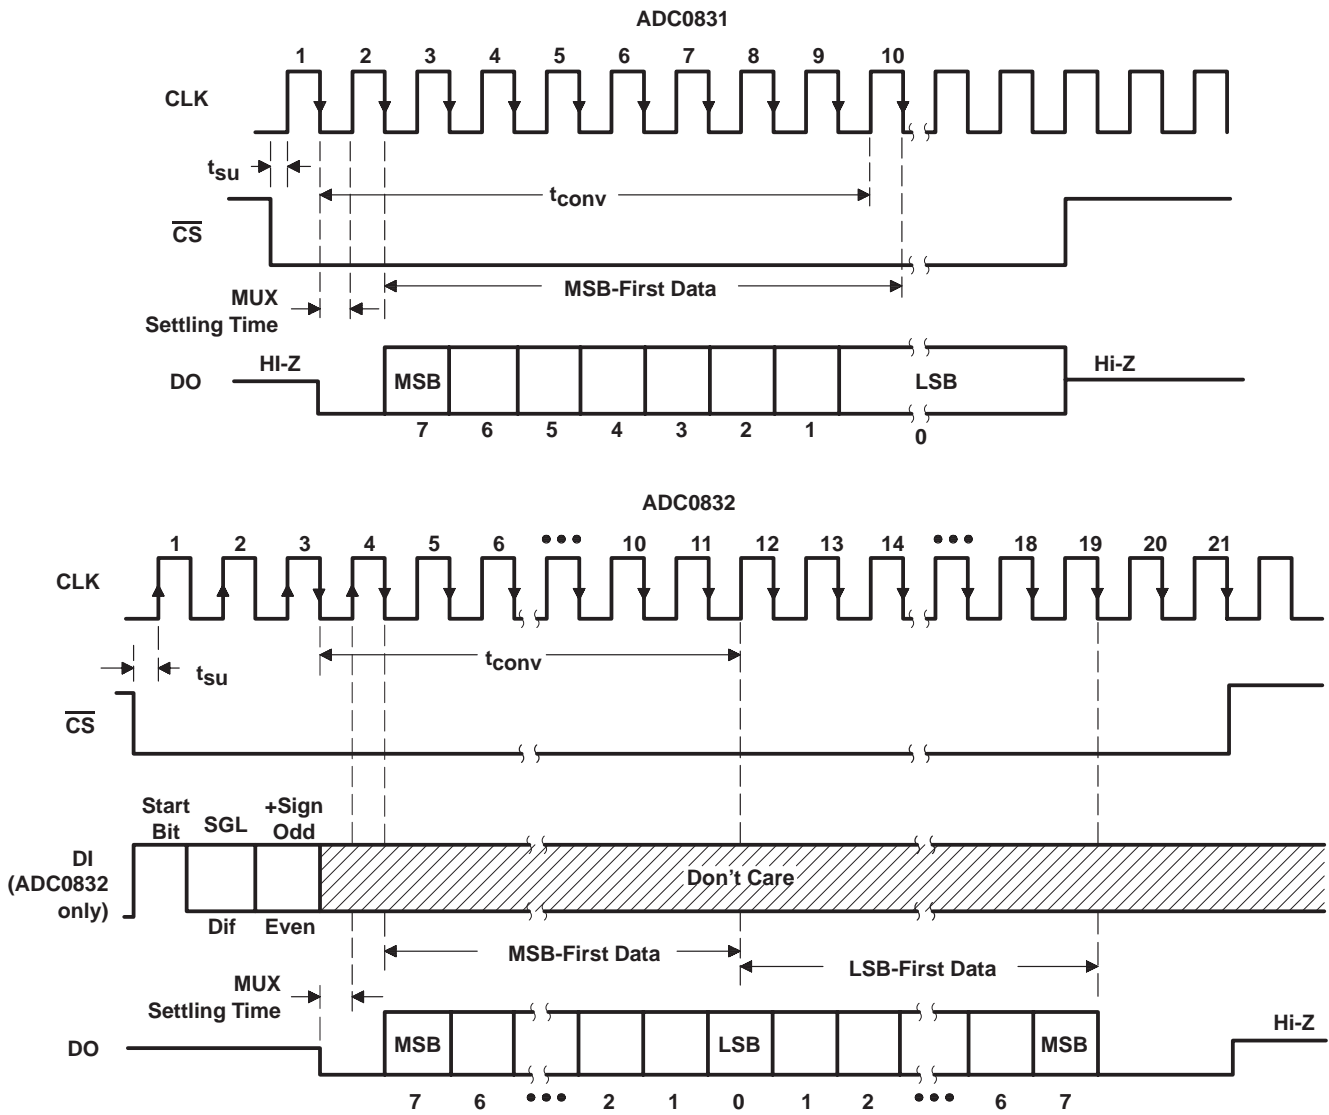 ADC0831
1 2 3 4 5 6 7 8 9 10
CLK
tsu
tconv
CS
MSB-First Data
MUX
Settling Time
HI-Z
Hi-Z
DO
MSB
LSB
7 6 5 4 3 2 1 0
ADC0832
1 2 3 4 5 6 ••• 10 11 12 13 14 ••• 18 19 20 21
CLK
tconv
tsu
CS
Start
Bit
SGL
+Sign
Odd
DI
(ADC0832
only)
Don't Care
Dif
Even
MSB-First Data
LSB-First Data
MUX
Settling Time
Hi-Z
DO
MSB
LSB
MSB
7 6 •••• 2 1 0 1 2 •••• 6 7